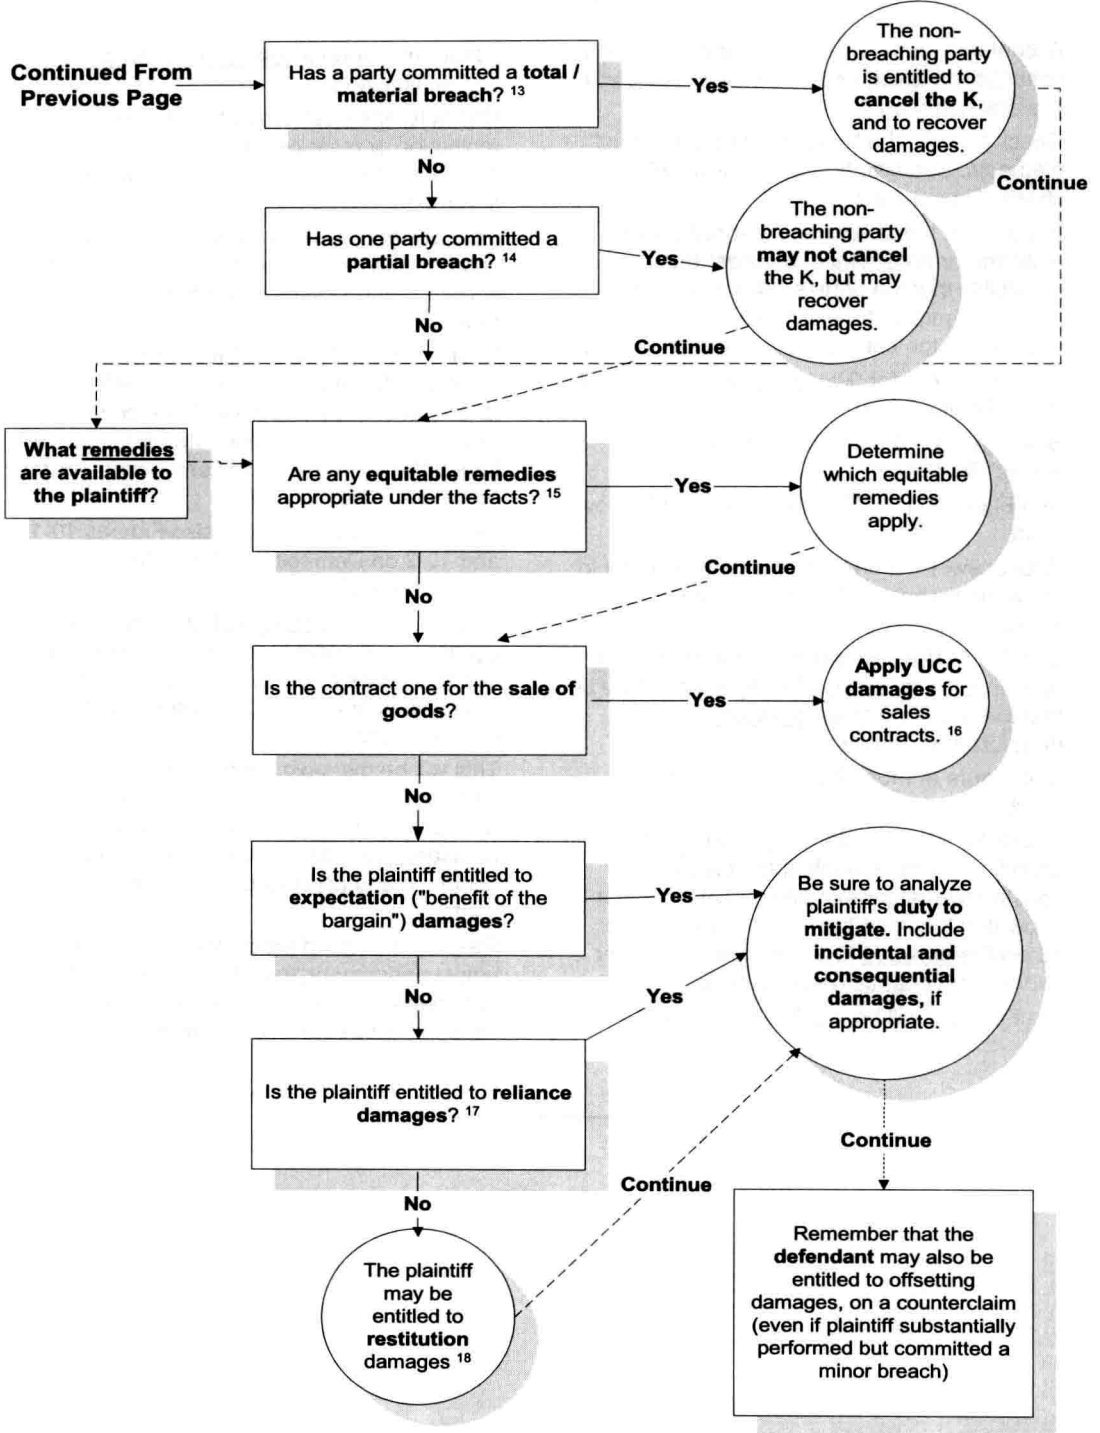 Continued From
Previous Page
Has a party committed a total /
material breach? 13
Yes
The non-
breaching party
is entitled to
cancel the K,
and to recover
damages.
Continue
No
Has one party committed a
partial breach? 14
Yes
The non-
breaching party
may not cancel
the K, but may
recover
damages.
No
Continue
What remedies
are available to
the plaintiff?
Are any equitable remedies
appropriate under the facts? 15
Yes
Determine
which equitable
remedies
apply.
Continue
No
Is the contract one for the sale of
goods?
Yes
Apply UCC
damages for
sales
contracts. 16
No
Is the plaintiff entitled to
expectation ("benefit of the
bargain") damages?
Yes
Be sure to analyze
plaintiff's duty to
mitigate. Include
incidental and
consequential
damages, if
appropriate.
No
Yes
Is the plaintiff entitled to reliance
damages? 17
Continue
No
Continue
The plaintiff
may be
entitled to
restitution
damages 18
Remember that the
defendant may also be
entitled to offsetting
damages, on a counterclaim
(even if plaintiff substantially
performed but committed a
minor breach)